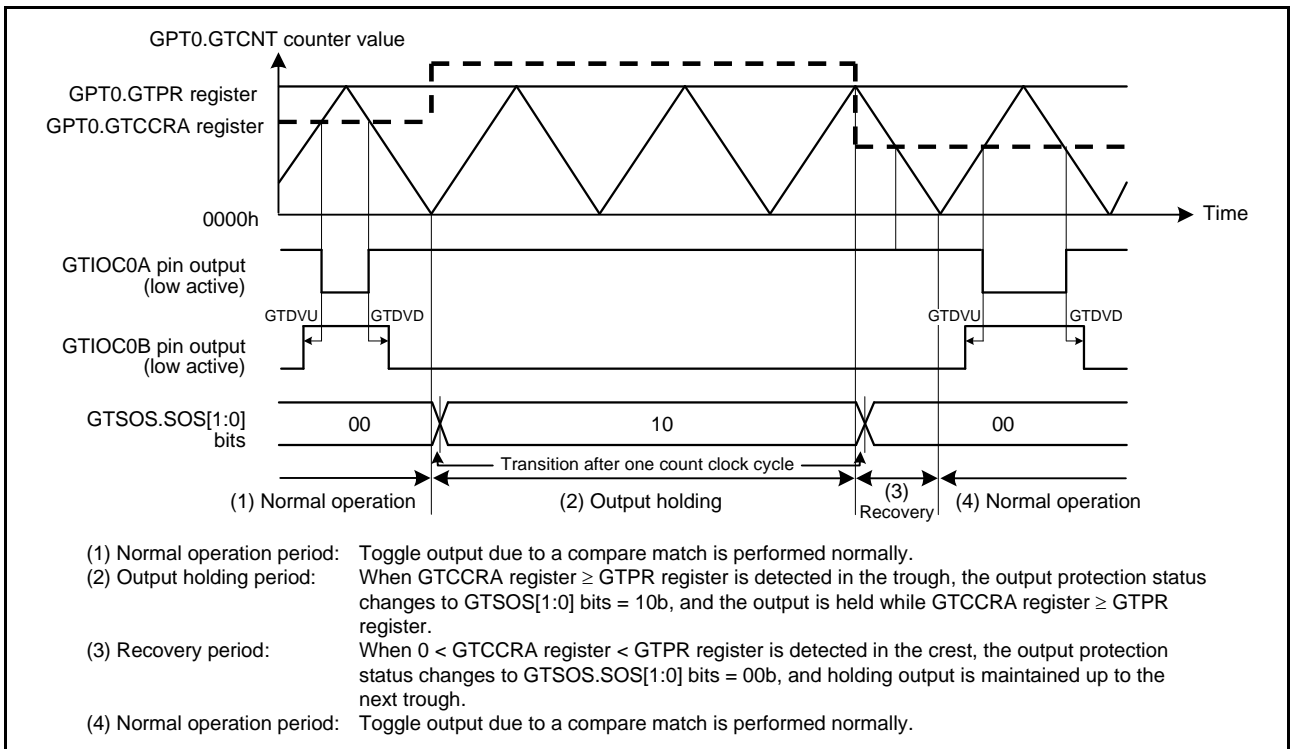 GPT0.GTCNT counter value
GPT0.GTPR register
GPT0.GTCCRA register
0000h
Time
GTIOC0A pin output
(low active)
GTDVU
GTDVD
GTDVU
GTDVD
GTIOC0B pin output
(low active)
GTSOS.SOS[1:0]
bits
00
10
00
Transition after one count clock cycle
(1) Normal operation
(2) Output holding
(3)
Recovery
(4) Normal operation
(1) Normal operation period: Toggle output due to a compare match is performed normally.
(2) Output holding period: When GTCCRA register ≥ GTPR register is detected in the trough, the output protection status
changes to GTSOS[1:0] bits = 10b, and the output is held while GTCCRA register ≥ GTPR
register.
(3) Recovery period: When 0 < GTCCRA register < GTPR register is detected in the crest, the output protection
status changes to GTSOS.SOS[1:0] bits = 00b, and holding output is maintained up to the
next trough.
(4) Normal operation period: Toggle output due to a compare match is performed normally.